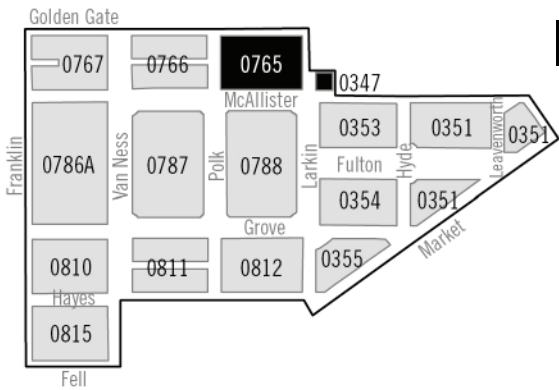 Golden Gate
0767
0766
0765
0347
McAllister
0353
0351
Leavenworth
0351
Franklin
0786A
Van Ness
0787
Polk
0788
Larkin
Fulton
Hyde
0354
0351
Market
Grove
0810
0811
0812
0355
Hayes
0815
Fell